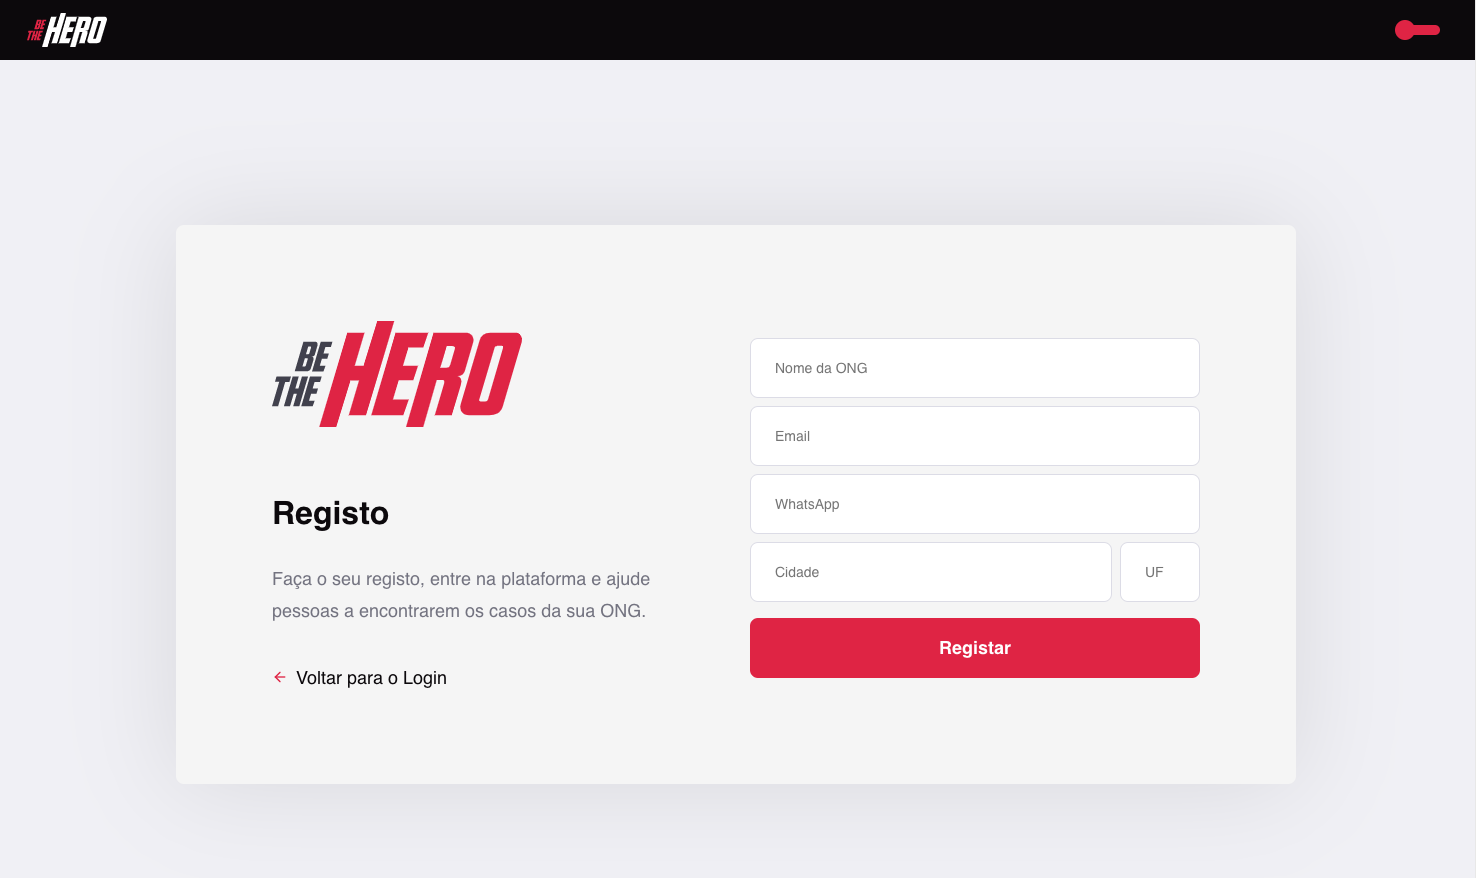 BE
THE HERO
BE
THE HERO
Registo
Faça o seu registo, entre na plataforma e ajude
pessoas a encontrarem os casos da sua ONG.
Voltar para o Login
Nome da ONG
Email
WhatsApp
Cidade
UF
Registar